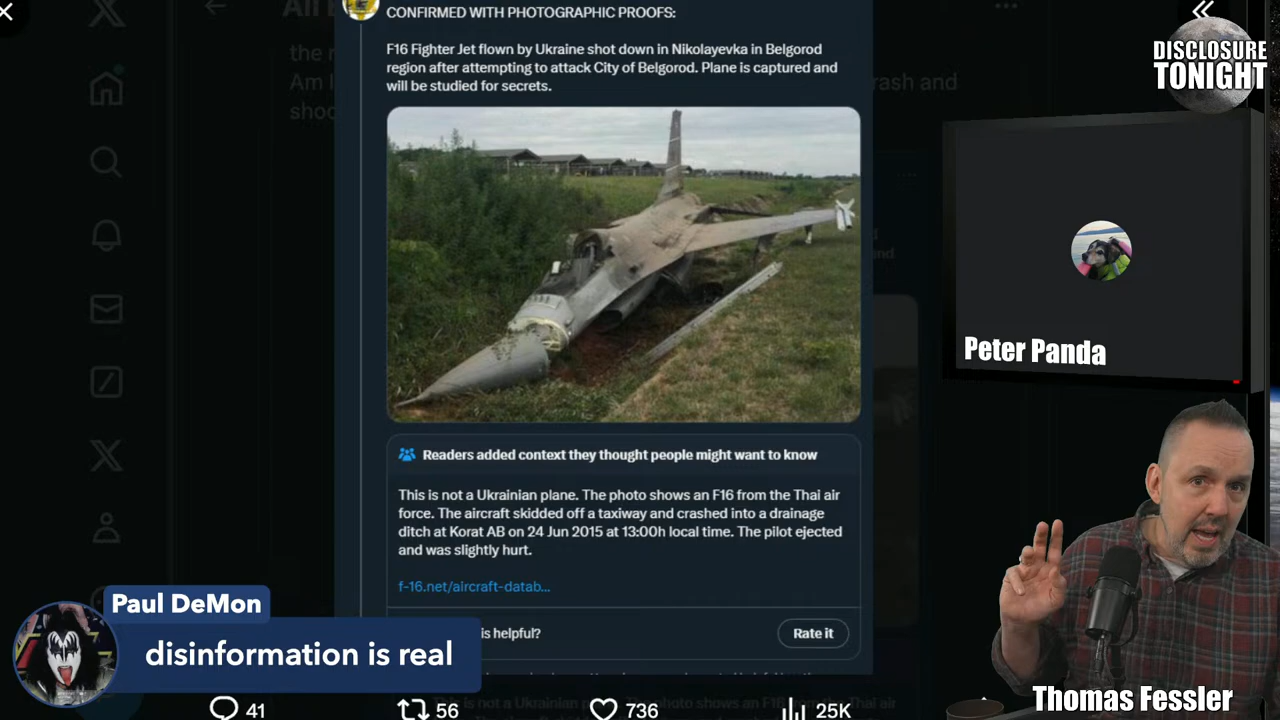 CONFIRMED WITH PHOTOGRAPHIC PROOFS:
F16 Fighter Jet flown by Ukraine shot down in Nikolayevka in Belgorod
region after attempting to attack City of Belgorod. Plane is captured and
will be studied for secrets.
Readers added context they thought people might want to know
This is not a Ukrainian plane. The photo shows an F16 from the Thai air
force. The aircraft skidded off a taxiway and crashed into a drainage
ditch at Korat AB on 24 Jun 2015 at 13:00h local time. The pilot ejected
and was slightly hurt.
f-16.net/aircraft-datab...
is helpful?
Rate it
41
56
736
25K
DISCLOSURE
TONIGHT
Peter Panda
Thomas Fessler
Paul DeMon
disinformation is real